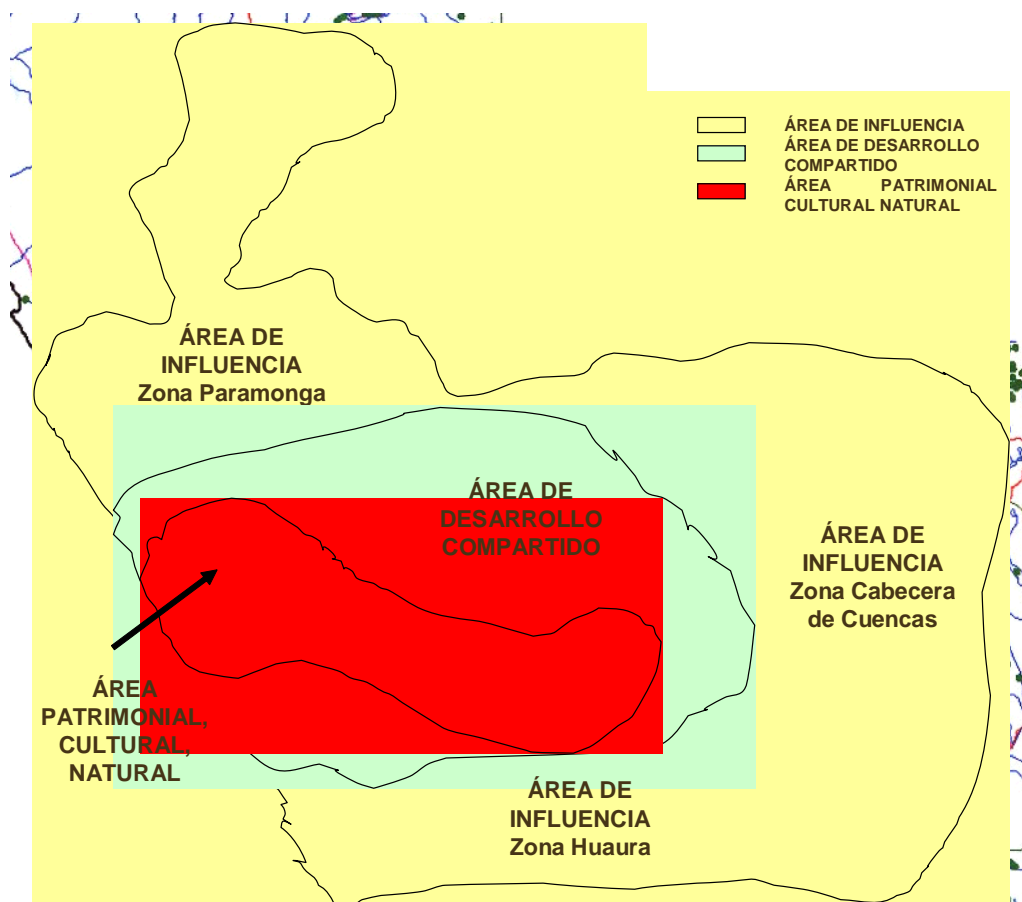 ÁREA DE INFLUENCIA
ÁREA DE DESARROLLO
COMPARTIDO
ÁREA PATRIMONIAL
CULTURAL NATURAL
ÁREA DE
INFLUENCIA
Zona Paramonga
ÁREA DE
DESARROLLO
COMPARTIDO
ÁREA DE
INFLUENCIA
Zona Cabecera
de Cuencas
ÁREA
PATRIMONIAL,
CULTURAL,
NATURAL
ÁREA DE
INFLUENCIA
Zona Huaura